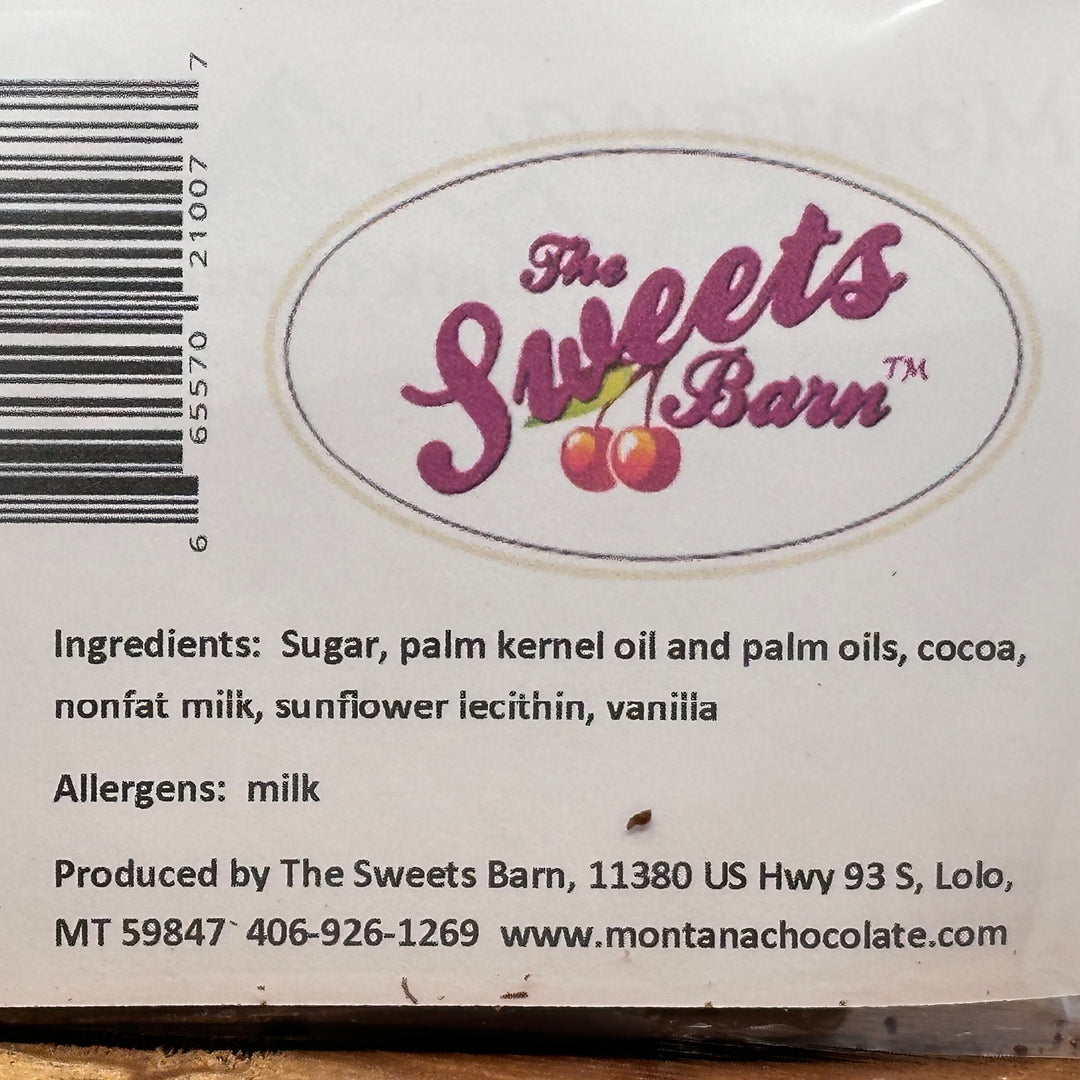 6 65570 21007 7
The
Sweets
Barn™
Ingredients: Sugar, palm kernel oil and palm oils, cocoa,
nonfat milk, sunflower lecithin, vanilla
Allergens: milk
Produced by The Sweets Barn, 11380 US Hwy 93 S, Lolo,
MT 59847 406-926-1269 www.montanachocolate.com